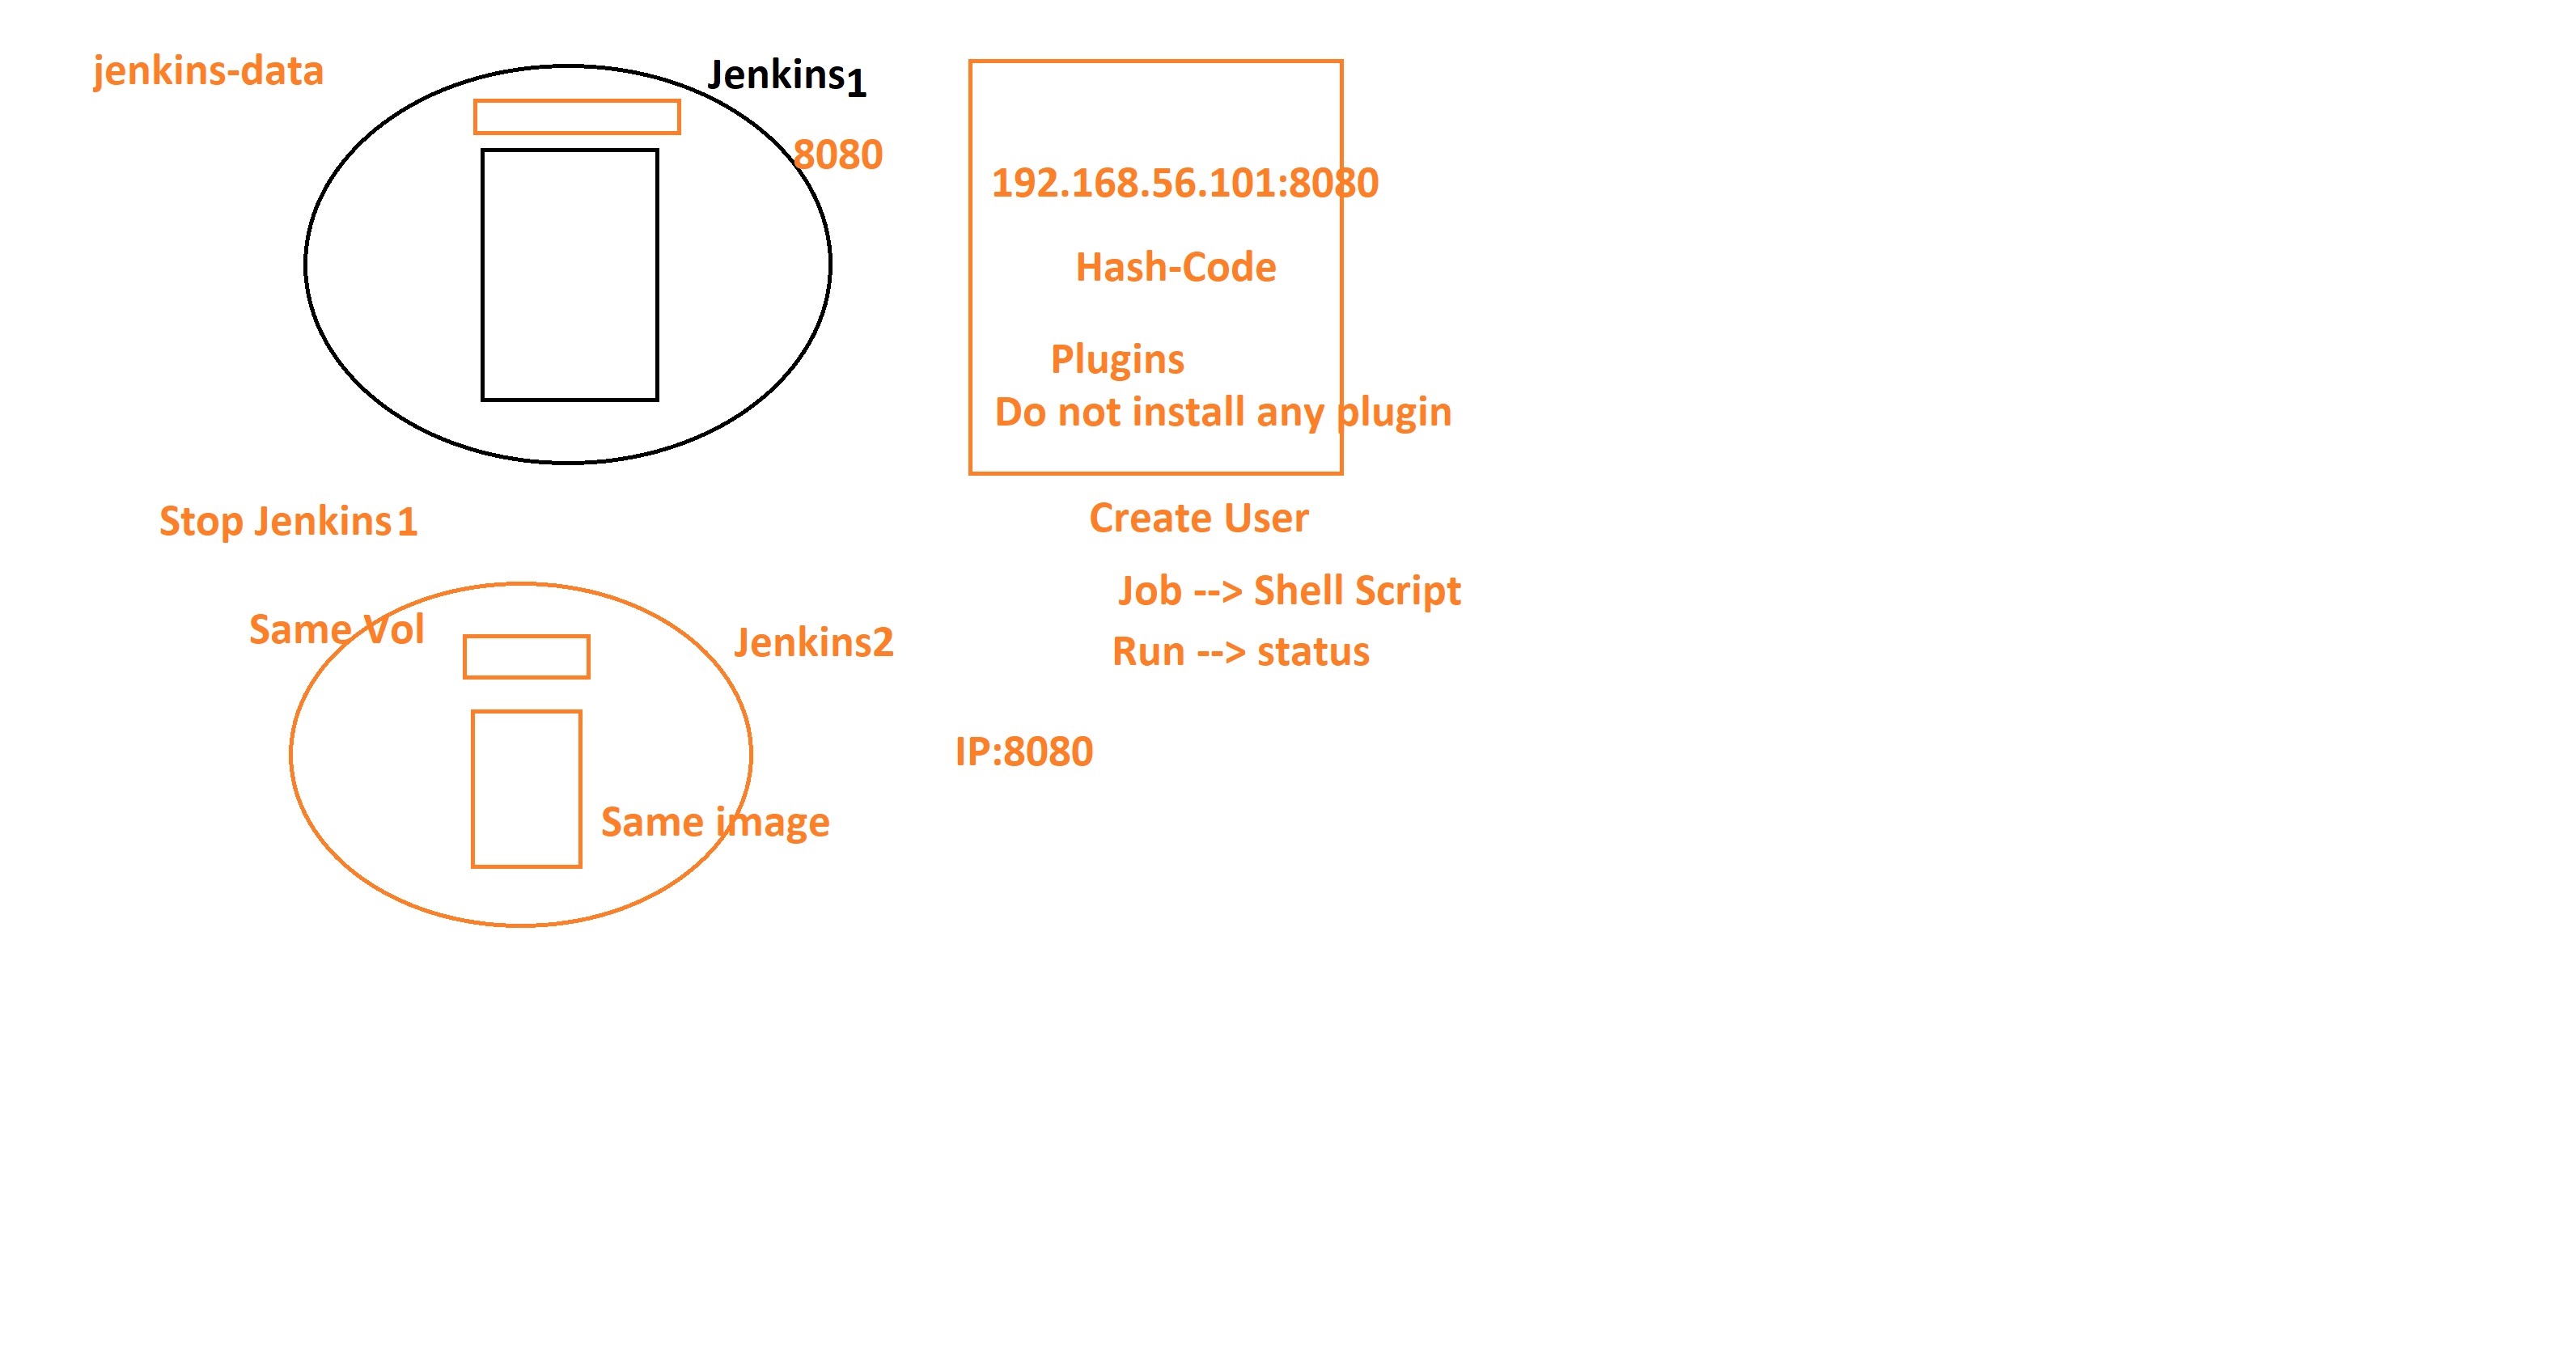 jenkins-data
Jenkins1
8080
192.168.56.101:8080
Hash-Code
Plugins
Do not install any plugin
Stop Jenkins1
Create User
Job --> Shell Script
Run --> status
Same Vol
Jenkins2
IP:8080
Same image